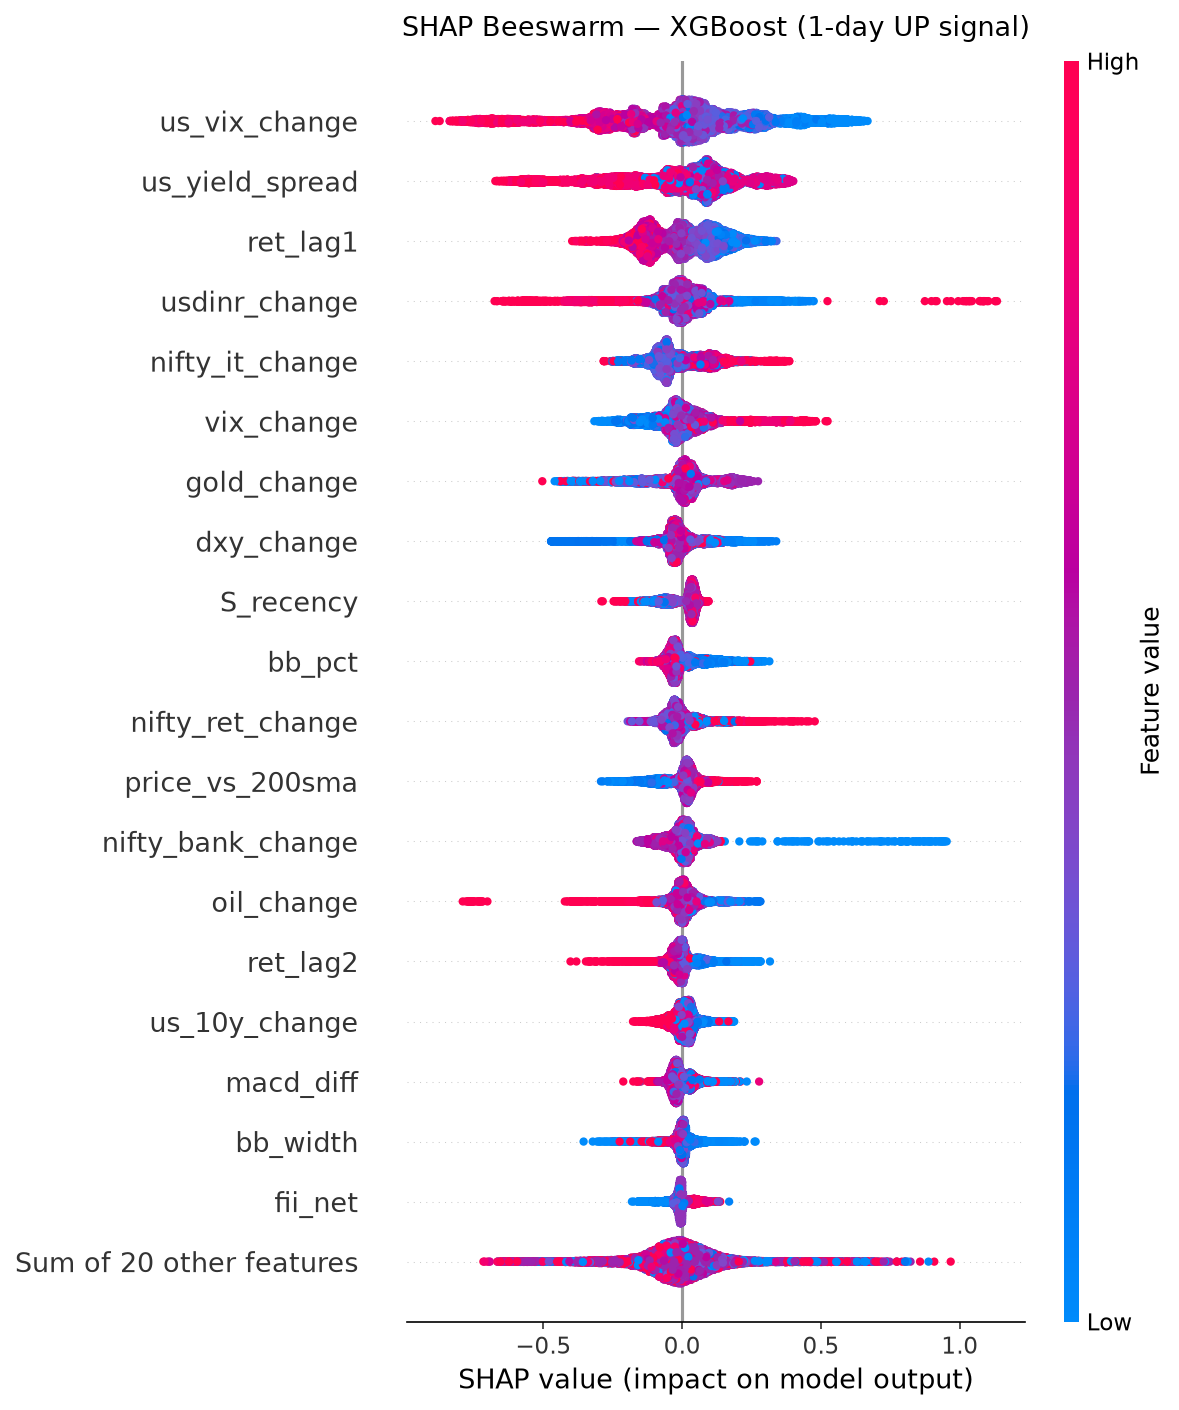 SHAP Beeswarm — XGBoost (1-day UP signal)
High
us_vix_change
us_yield_spread
ret_lag1
usdinr_change
nifty_it_change
vix_change
gold_change
dxy_change
S_recency
bb_pct
nifty_ret_change
price_vs_200sma
nifty_bank_change
oil_change
ret_lag2
us_10y_change
macd_diff
bb_width
fii_net
Sum of 20 other features
Feature value
Low
−0.5 0.0 0.5 1.0
SHAP value (impact on model output)